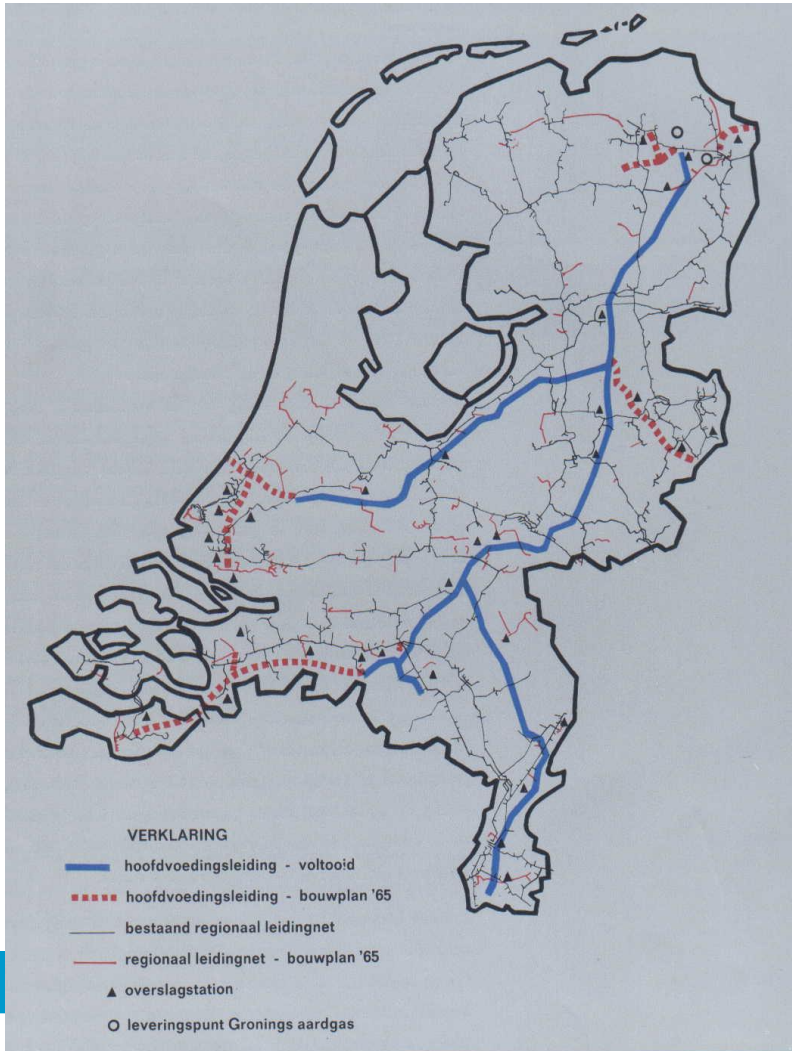 VERKLARING
hoofdvoedingsleiding - voltooid
hoofdvoedingsleiding - bouwplan '65
bestaand regionaal leidingnet
regionaal leidingnet - bouwplan '65
overslagstation
leveringspunt Gronings aardgas